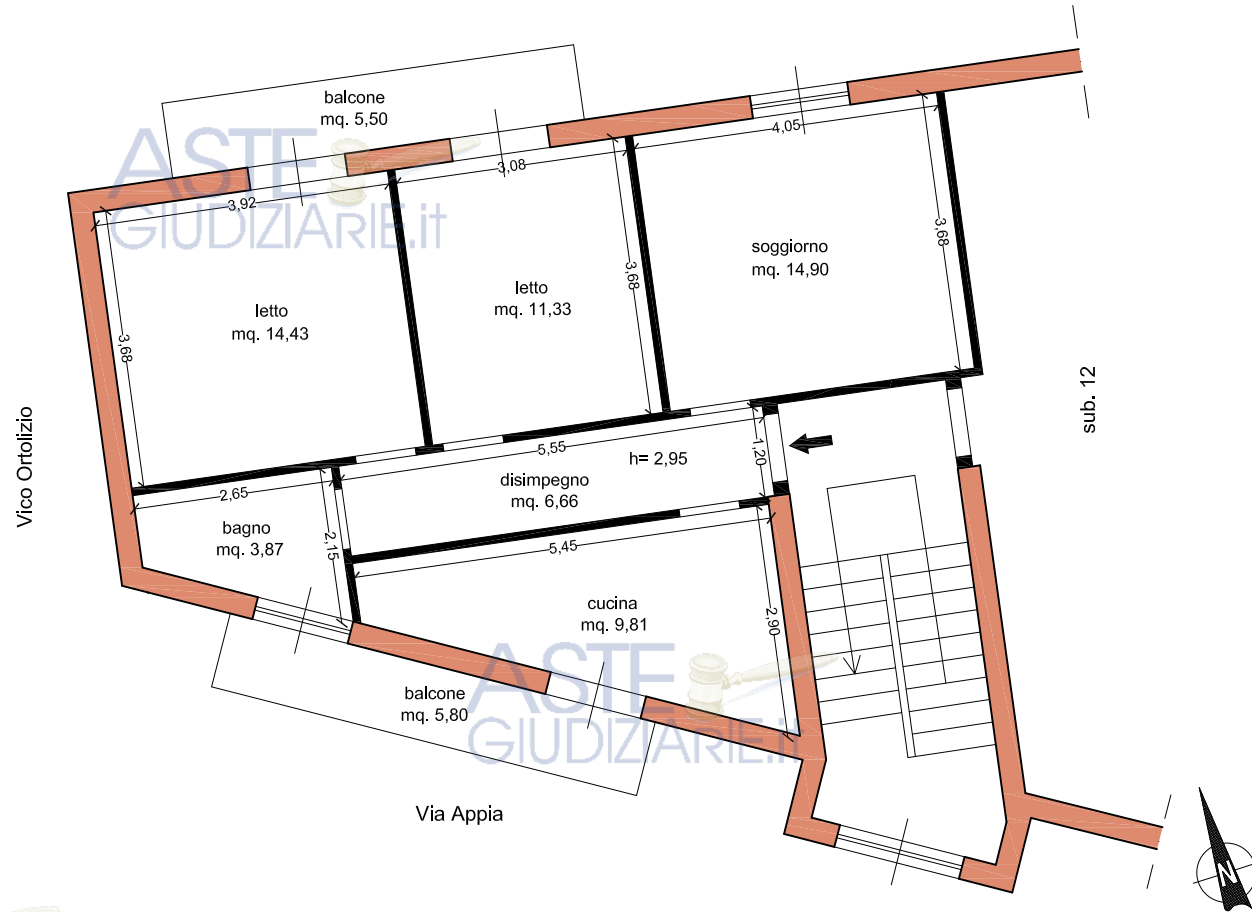 balcone
mq. 5,50
ASTE
GIUDIZIARIE.it
3,92
3,08
4,05
letto
mq. 14,43
3,68
letto
mq. 11,33
3,68
soggiorno
mq. 14,90
3,68
Vico Ortolizio
sub. 12
5,55
h= 2,95
1,20
disimpegno
mq. 6,66
2,65
bagno
mq. 3,87
2,15
5,45
cucina
mq. 9,81
2,90
balcone
mq. 5,80
ASTE
GIUDIZIARIE.it
Via Appia
N